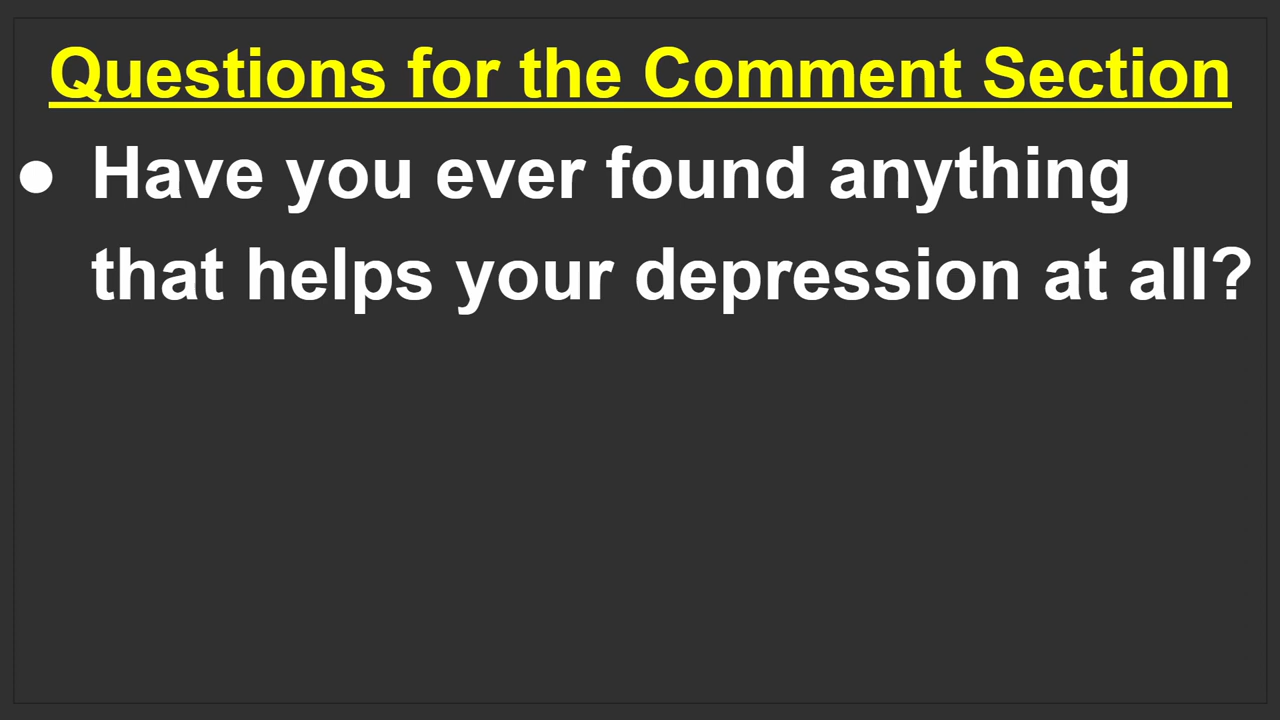 Questions for the Comment Section
● Have you ever found anything
that helps your depression at all?